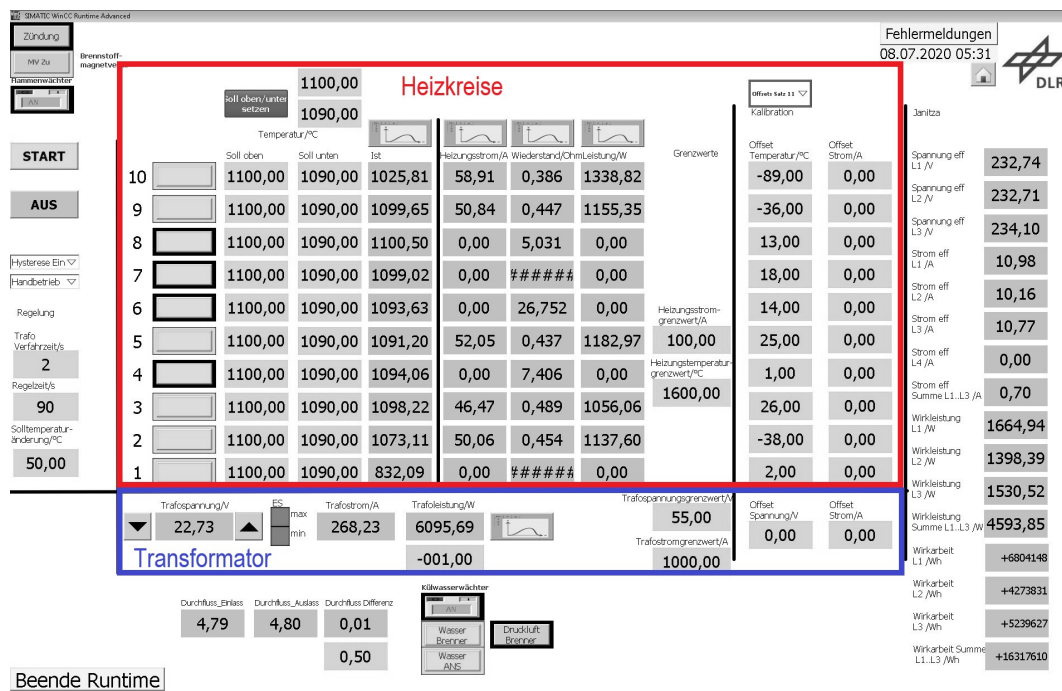 SIMATIC WinCC Runtime Advanced
Zündung
MV 2u
Brennstoff-
magnetve
Flammenwächter
AN
START
AUS
Hysterese Ein
Handbetrieb
Regelung
Trafo
Verfahrzeit/s
2
Regelzeit/s
90
Solltemperatur-
änderung/°C
50,00
Heizkreise
soll oben/unter
setzen
1100,00
1090,00
Temperatur/°C
Soll oben Soll unten Ist Heizungsstrom/A Wiederstand/Ohm Leistung/W
10 1100,00 1090,00 1025,81 58,91 0,386 1338,82
9 1100,00 1090,00 1099,65 50,84 0,447 1155,35
8 1100,00 1090,00 1100,50 0,00 5,031 0,00
7 1100,00 1090,00 1099,02 0,00 ###### 0,00
6 1100,00 1090,00 1093,63 0,00 26,752 0,00
5 1100,00 1090,00 1091,20 52,05 0,437 1182,97
4 1100,00 1090,00 1094,06 0,00 7,406 0,00
3 1100,00 1090,00 1098,22 46,47 0,489 1056,06
2 1100,00 1090,00 1073,11 50,06 0,454 1137,60
1 1100,00 1090,00 832,09 0,00 ###### 0,00
Grenzwerte
Heizungsstrom-
grenzwert/A
100,00
Heizungstemperatur-
grenzwert/°C
1600,00
Offsets Satz 11
Kalibration
Offset Offset
Temperatur/°C Strom/A
-89,00 0,00
-36,00 0,00
13,00 0,00
18,00 0,00
14,00 0,00
25,00 0,00
1,00 0,00
26,00 0,00
-38,00 0,00
2,00 0,00
Trafospannung/V
22,73
ES
max
min
Trafostrom/A
268,23
Trafoleistung/W
6095,69
-001,00
Transformator
Trafospannungsgrenzwert/V
55,00
Trafostromgrenzwert/A
1000,00
Offset Offset
Spannung/V Strom/A
0,00 0,00
Fehlermeldungen
08.07.2020 05:31
DLR
Janitza
Spannung eff
L1 /V 232,74
Spannung eff
L2 /V 232,71
Spannung eff
L3 /V 234,10
Strom eff
L1 /A 10,98
Strom eff
L2 /A 10,16
Strom eff
L3 /A 10,77
Strom eff
L4 /A 0,00
Strom eff
Summe L1..L3 /A 0,70
Wirkleistung
L1 /W 1664,94
Wirkleistung
L2 /W 1398,39
Wirkleistung
L3 /W 1530,52
Wirkleistung
Summe L1..L3 /W 4593,85
Wirkarbeit
L1 /Wh +6804148
Wirkarbeit
L2 /Wh +4273831
Wirkarbeit
L3 /Wh +5239627
Wirkarbeit Summe
L1..L3 /Wh +16317610
Durchfluss_Einlass Durchfluss_Auslass Durchfluss Differenz
4,79 4,80 0,01
0,50
Külwasserwächter
AN
Wasser
Brenner
Druckluft
Brenner
Wasser
ANS
Beende Runtime